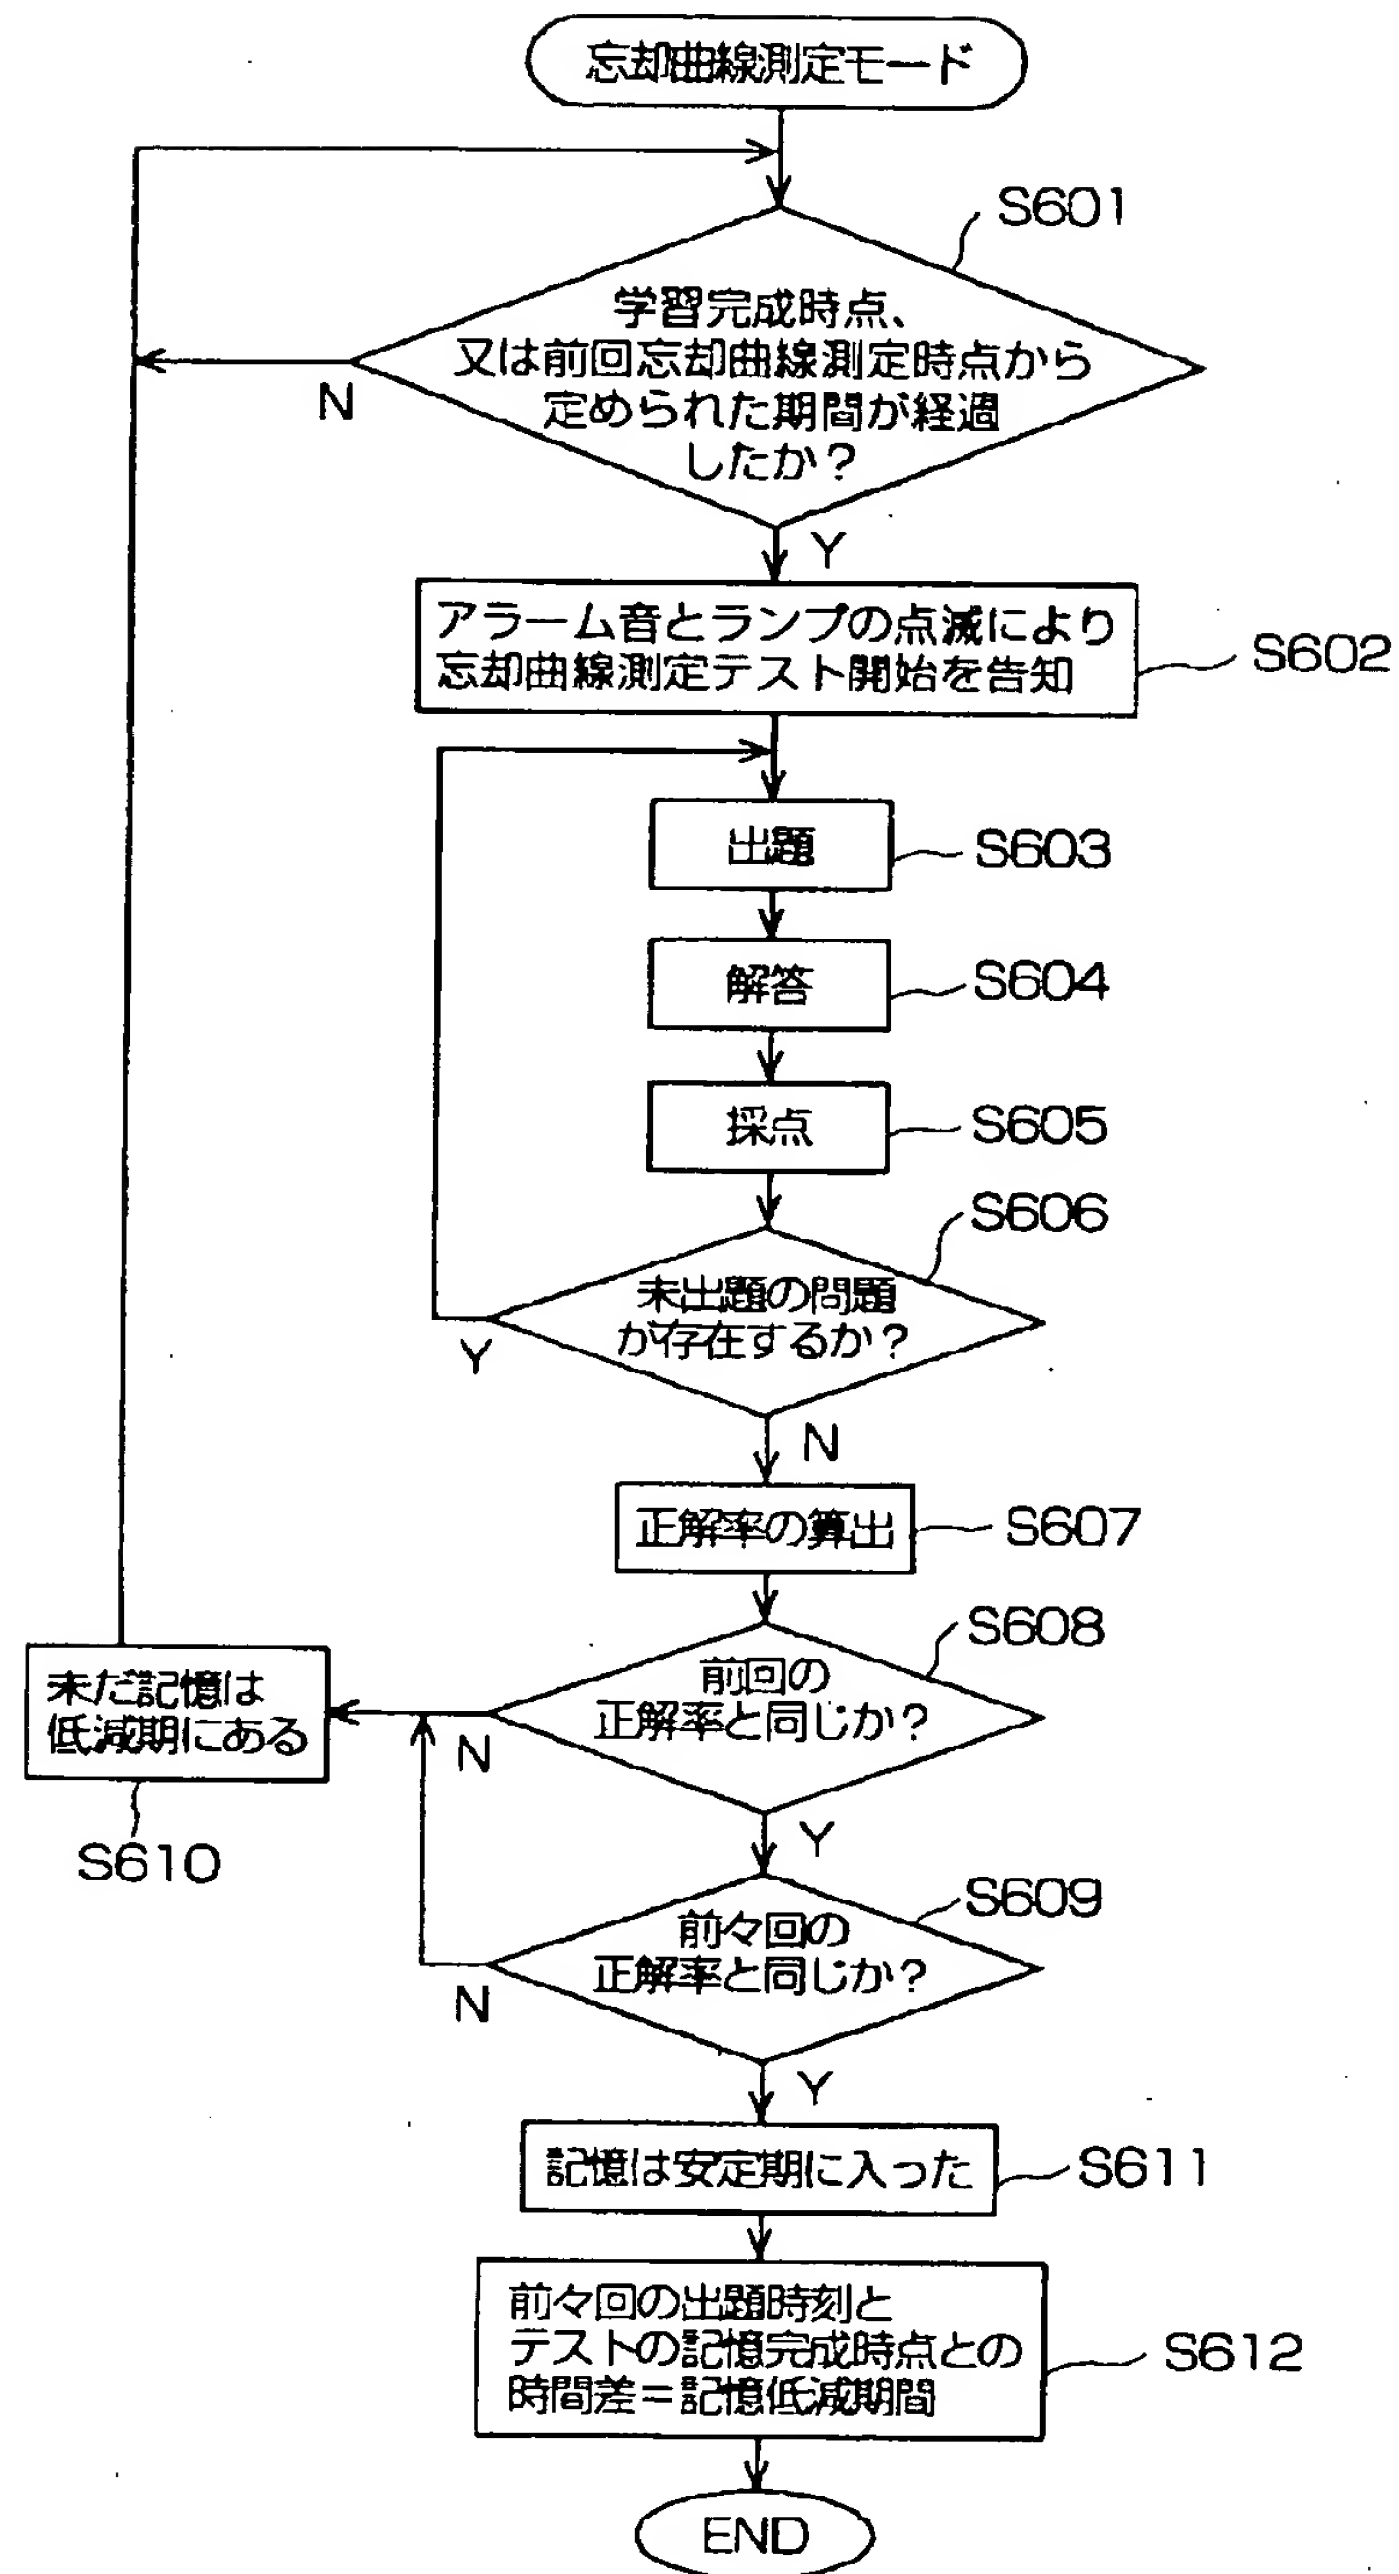 忘却曲線測定モード
S601
学習完成時点、
又は前回忘却曲線測定時点から
定められた期間が経過
したか？
N
Y
アラーム音とランプの点滅により
忘却曲線測定テスト開始を告知
S602
出題
S603
解答
S604
採点
S605
S606
未出題の問題
が存在するか？
Y
N
正解率の算出
S607
S608
前回の
正解率と同じか？
N
未だ記憶は
低減期にある
S610
Y
S609
前々回の
正解率と同じか？
N
Y
記憶は安定期に入った
S611
前々回の出題時刻と
テストの記憶完成時点との
時間差＝記憶低減期間
S612
END